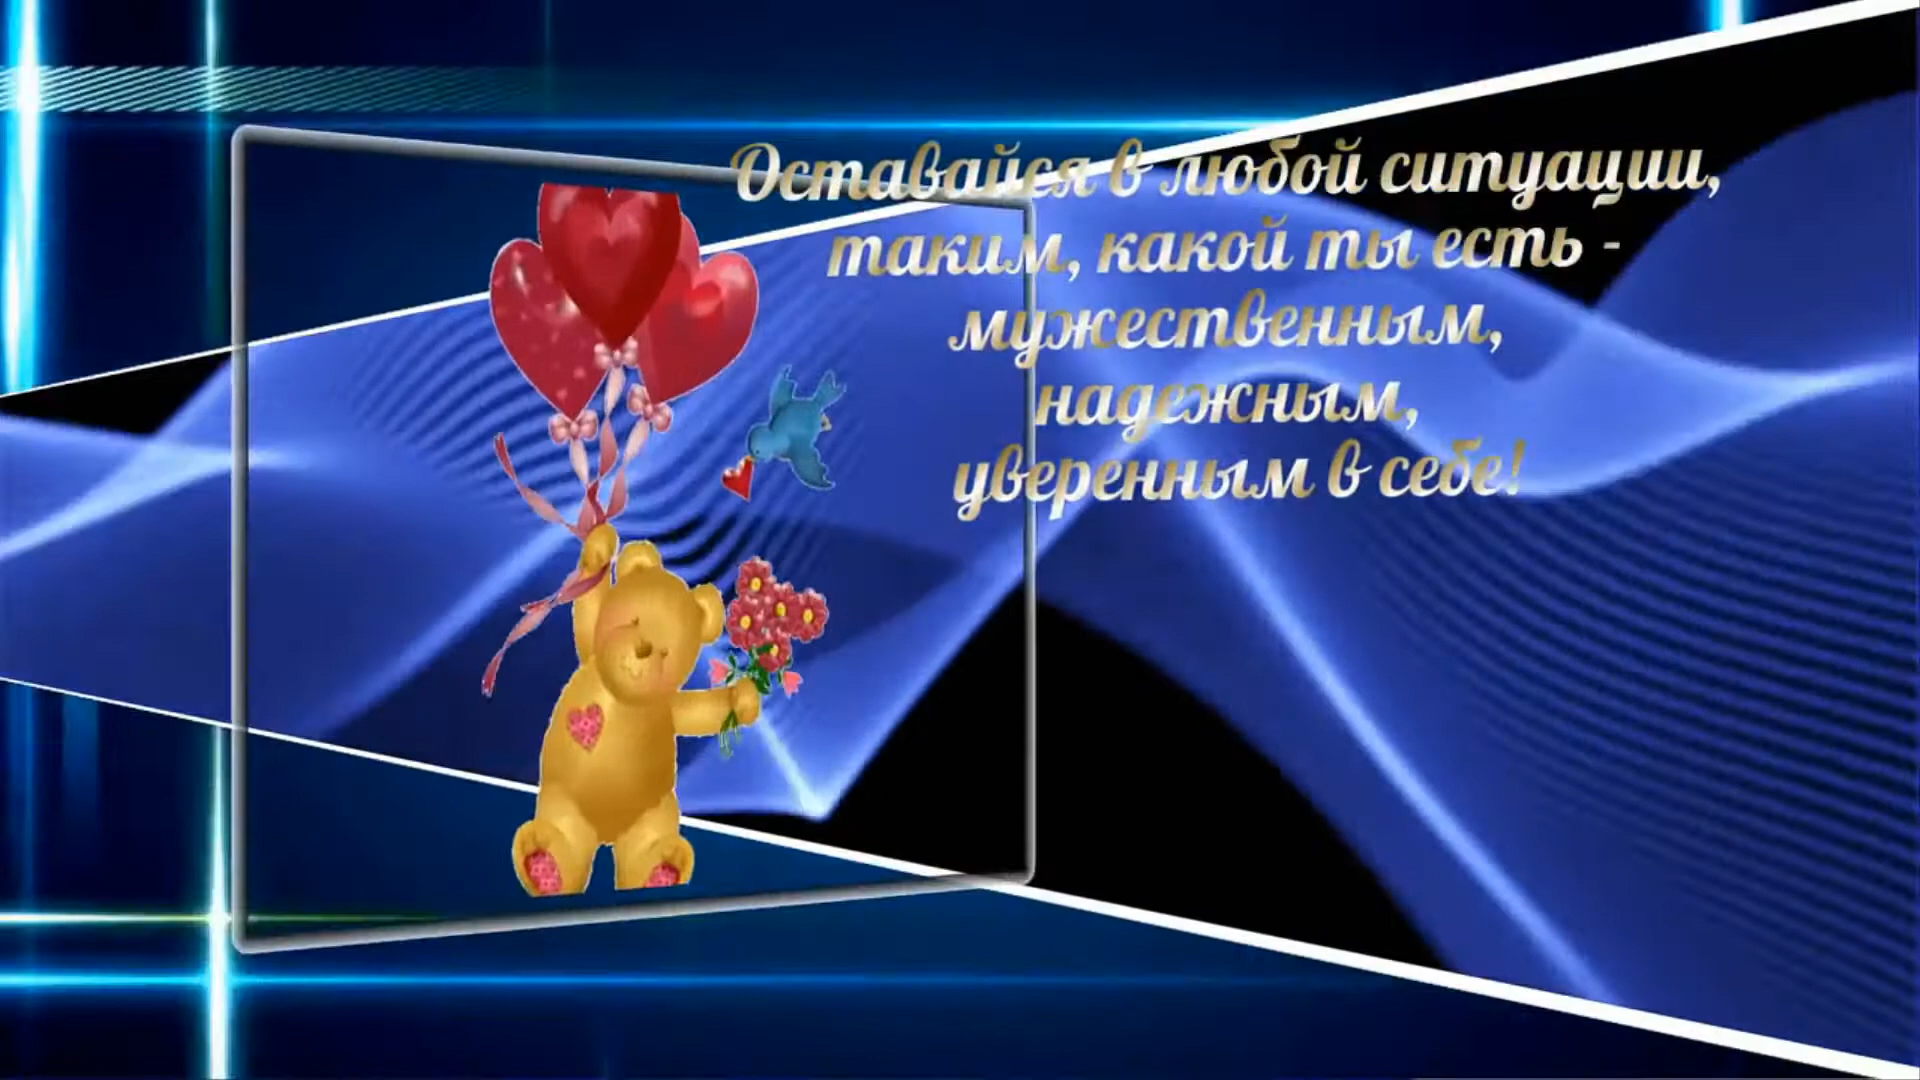 Оставайся в любой ситуации,
таким, какой ты есть -
мужественным,
надежным,
уверенным в себе!